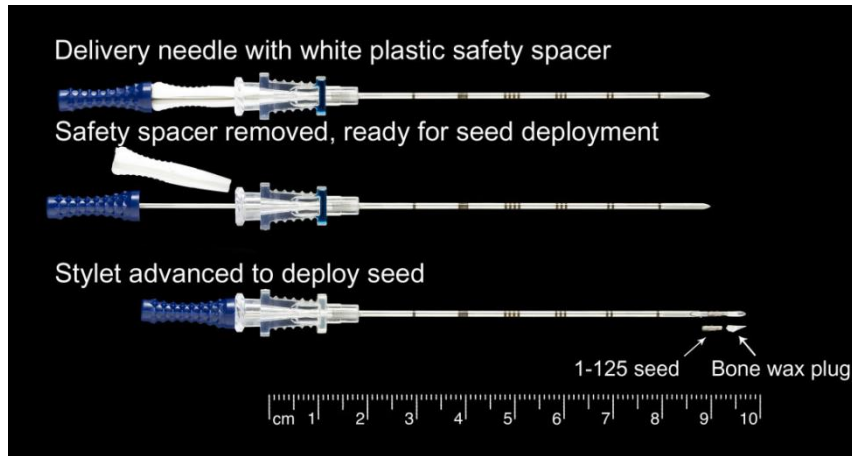 Delivery needle with white plastic safety spacer
Safety spacer removed, ready for seed deployment
Stylet advanced to deploy seed
1-125 seed
Bone wax plug
cm 1 2 3 4 5 6 7 8 9 10